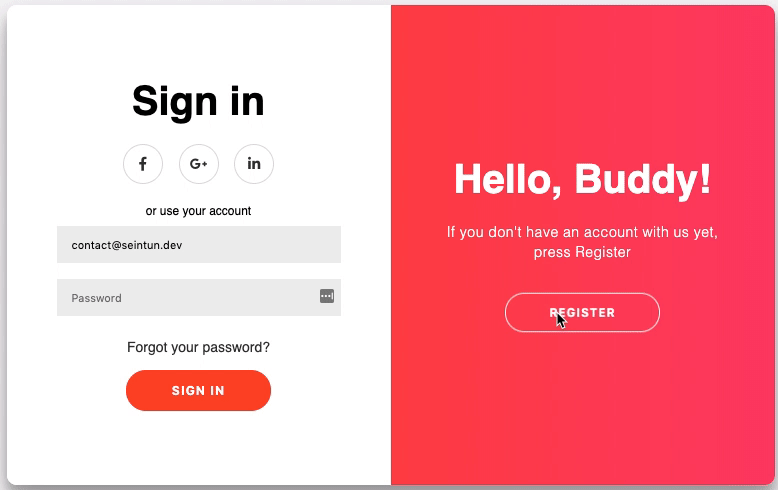 Sign in
f
G+
in
or use your account
contact@seintun.dev
Password
Forgot your password?
SIGN IN
Hello, Buddy!
If you don't have an account with us yet,
press Register
REGISTER